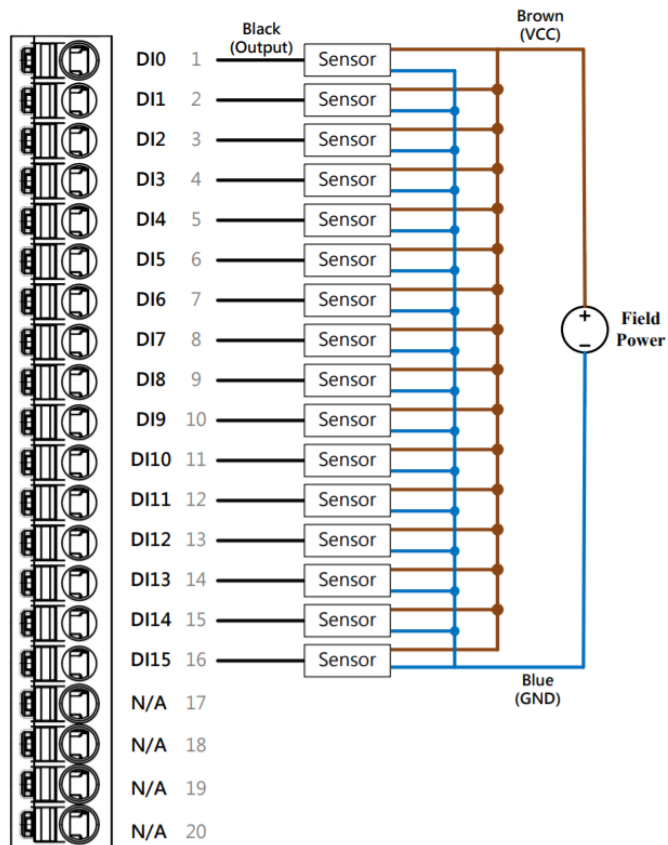 Black
(Output)
Brown
(VCC)
DI0 1 Sensor
DI1 2 Sensor
DI2 3 Sensor
DI3 4 Sensor
DI4 5 Sensor
DI5 6 Sensor
DI6 7 Sensor
+
Field
Power
−
DI7 8 Sensor
DI8 9 Sensor
DI9 10 Sensor
DI10 11 Sensor
DI11 12 Sensor
DI12 13 Sensor
DI13 14 Sensor
DI14 15 Sensor
DI15 16 Sensor
Blue
(GND)
N/A 17
N/A 18
N/A 19
N/A 20